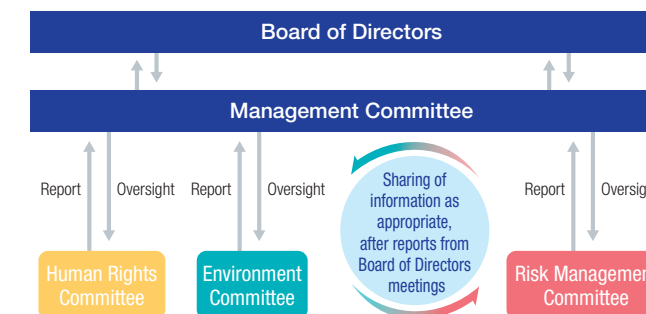 Board of Directors
Management Committee
Report
Oversight
Report
Oversight
Sharing of
information as
appropriate,
after reports from
Board of Directors
meetings
Report
Oversig
Human Rights
Committee
Environment
Committee
Risk Managemen
Committee